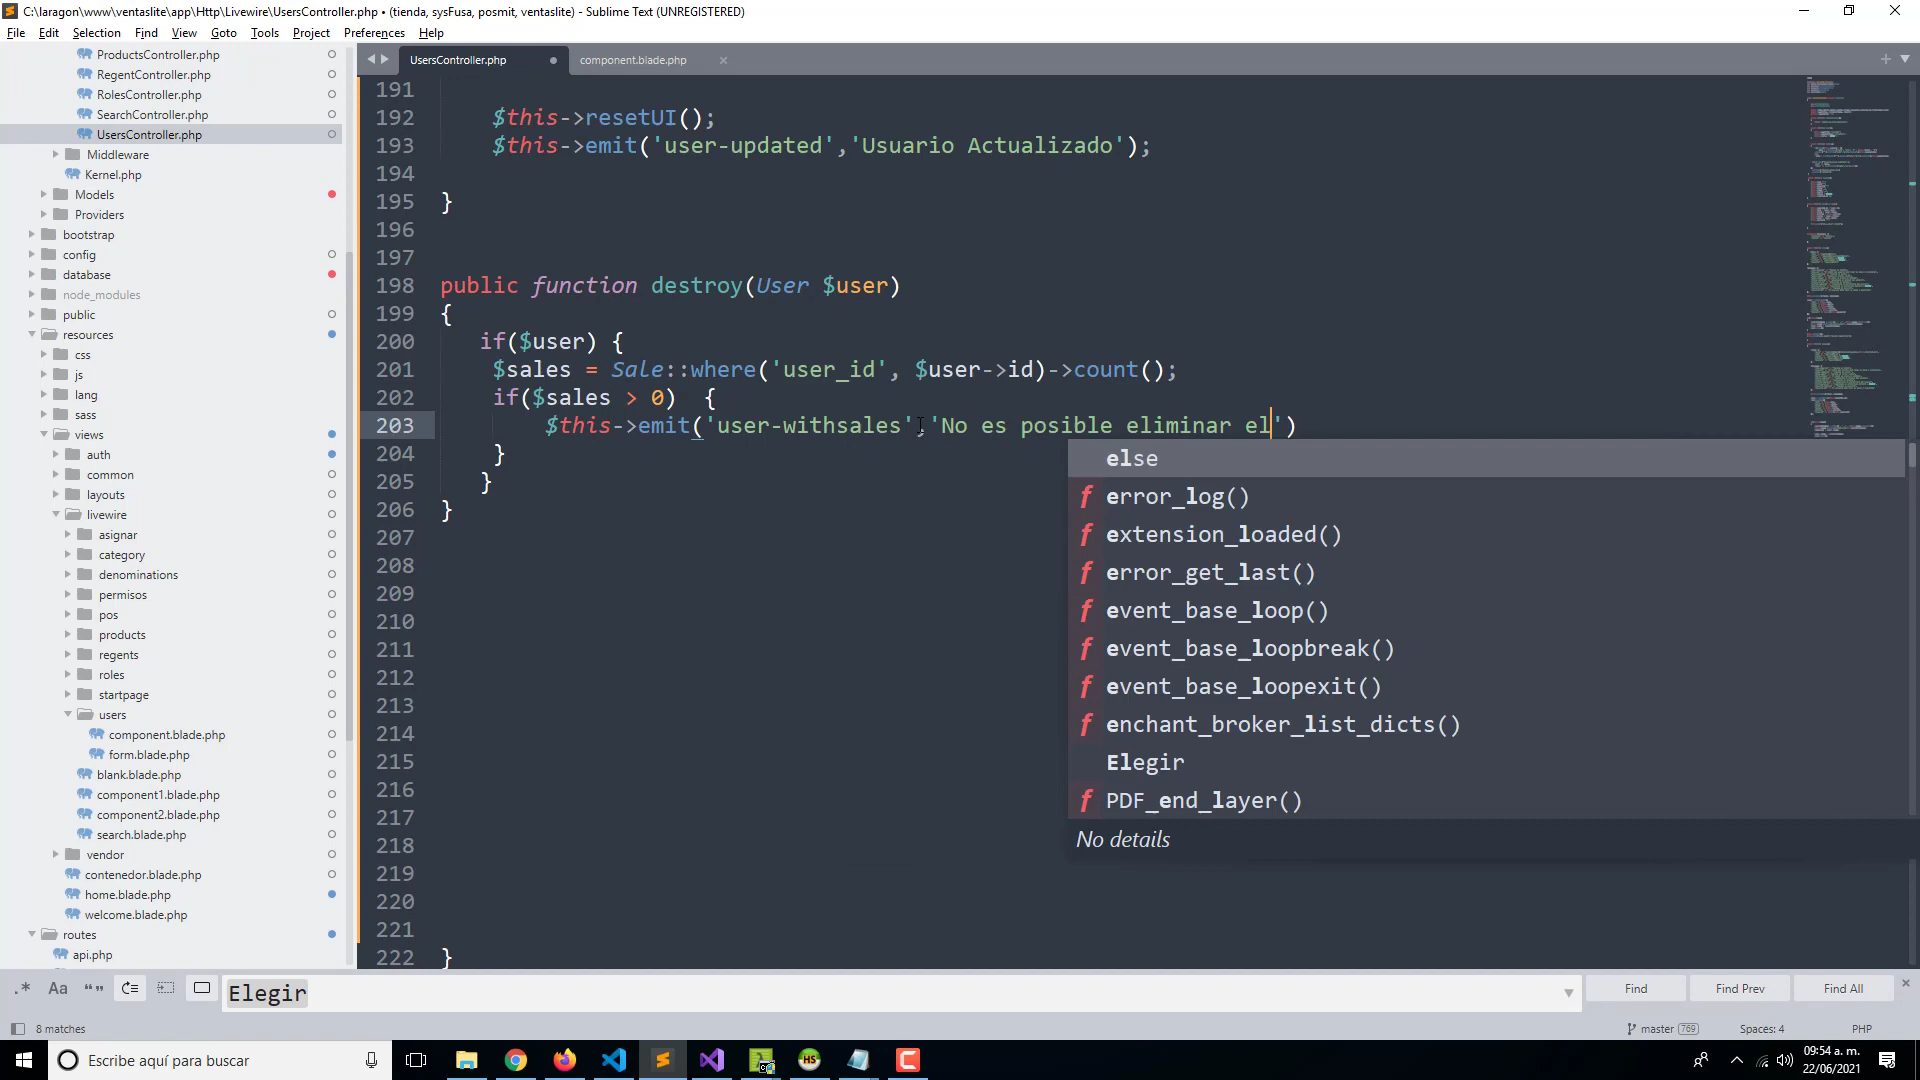 C:\laragon\www\ventaslite\app\Http\Livewire\UsersController.php • (tienda, sysFusa, posmit, ventaslite) - Sublime Text (UNREGISTERED)
File Edit Selection Find View Goto Tools Project Preferences Help
ProductsController.php
RegentController.php
RolesController.php
SearchController.php
UsersController.php
Middleware
Kernel.php
Models
Providers
bootstrap
config
database
node_modules
public
resources
css
js
lang
sass
views
auth
common
layouts
livewire
asignar
category
denominations
permisos
pos
products
regents
roles
startpage
users
component.blade.php
form.blade.php
blank.blade.php
component1.blade.php
component2.blade.php
search.blade.php
vendor
contenedor.blade.php
home.blade.php
welcome.blade.php
routes
api.php
UsersController.php component.blade.php
191
192 $this->resetUI();
193 $this->emit('user-updated','Usuario Actualizado');
194
195 }
196
197
198 public function destroy(User $user)
199 {
200 if($user) {
201 $sales = Sale::where('user_id', $user->id)->count();
202 if($sales > 0)  {
203 $this->emit('user-withsales','No es posible eliminar el')
204 }
205 }
206 }
207
208
209
210
211
212
213
214
215
216
217
218
219
220
221
222 }
else
f error_log()
f extension_loaded()
f error_get_last()
f event_base_loop()
f event_base_loopbreak()
f event_base_loopexit()
f enchant_broker_list_dicts()
Elegir
f PDF_end_layer()
No details
.* Aa “” Elegir Find Find Prev Find All
8 matches master 769 Spaces: 4 PHP
Escribe aquí para buscar
HS
09:54 a. m.
22/06/2021